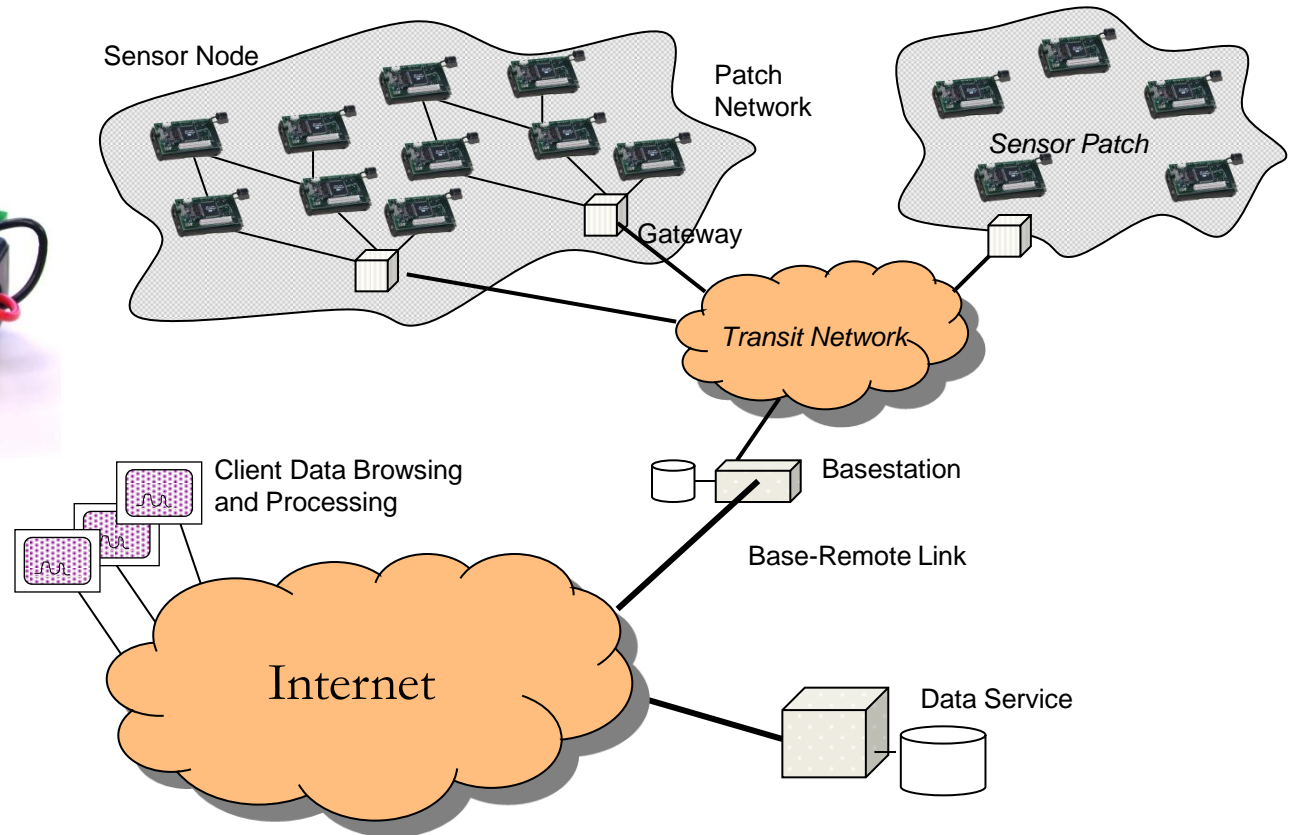 Sensor Node
Patch
Network
Sensor Patch
Gateway
Transit Network
Client Data Browsing
and Processing
Basestation
Base-Remote Link
Internet
Data Service